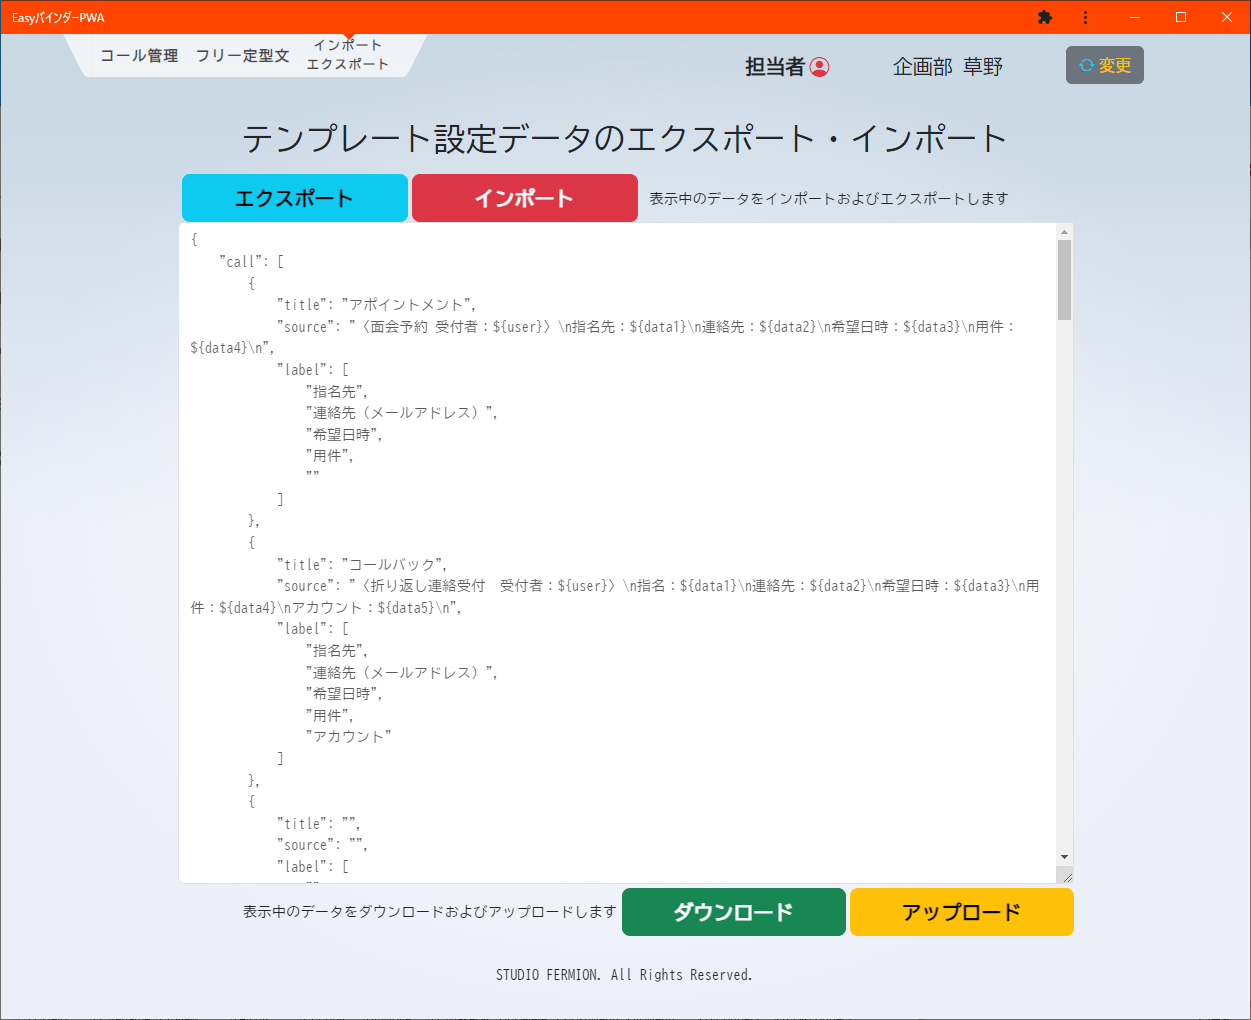 EasyバインダーPWA
コール管理 フリー定型文 インポート
エクスポート
担当者 企画部 草野 変更
テンプレート設定データのエクスポート・インポート
エクスポート インポート 表示中のデータをインポートおよびエクスポートします
{
"call": [
{
"title": "アポイントメント",
"source": "〈面会予約 受付者：${user}〉\n指名先：${data1}\n連絡先：${data2}\n希望日時：${data3}\n用件：
${data4}\n",
"label": [
"指名先",
"連絡先（メールアドレス）",
"希望日時",
"用件",
""
]
},
{
"title": "コールバック",
"source": "〈折り返し連絡受付　受付者：${user}〉\n指名：${data1}\n連絡先：${data2}\n希望日時：${data3}\n用
件：${data4}\nアカウント：${data5}\n",
"label": [
"指名先",
"連絡先（メールアドレス）",
"希望日時",
"用件",
"アカウント"
]
},
{
"title": "",
"source": "",
"label": [
表示中のデータをダウンロードおよびアップロードします ダウンロード アップロード
STUDIO FERMION. All Rights Reserved.